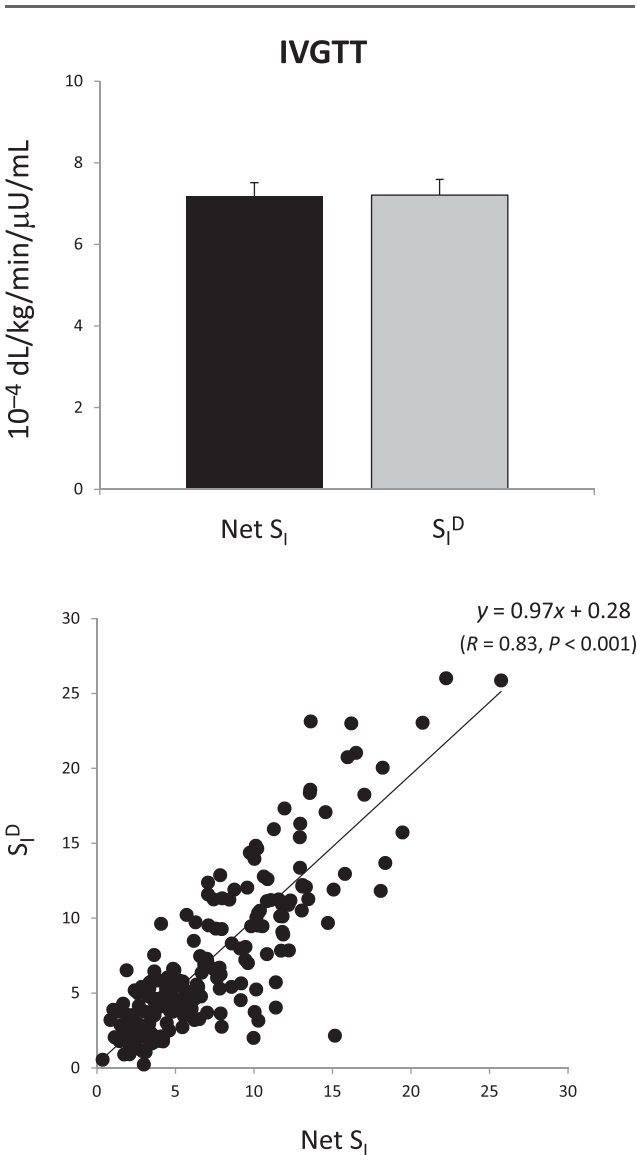 IVGTT
10
8
6
4
2
0
10⁻⁴ dL/kg/min/μU/mL
Net S_I
S_I^D
y = 0.97x + 0.28
(R = 0.83, P < 0.001)
30
25
20
15
10
5
0
S_I^D
0 5 10 15 20 25 30
Net S_I